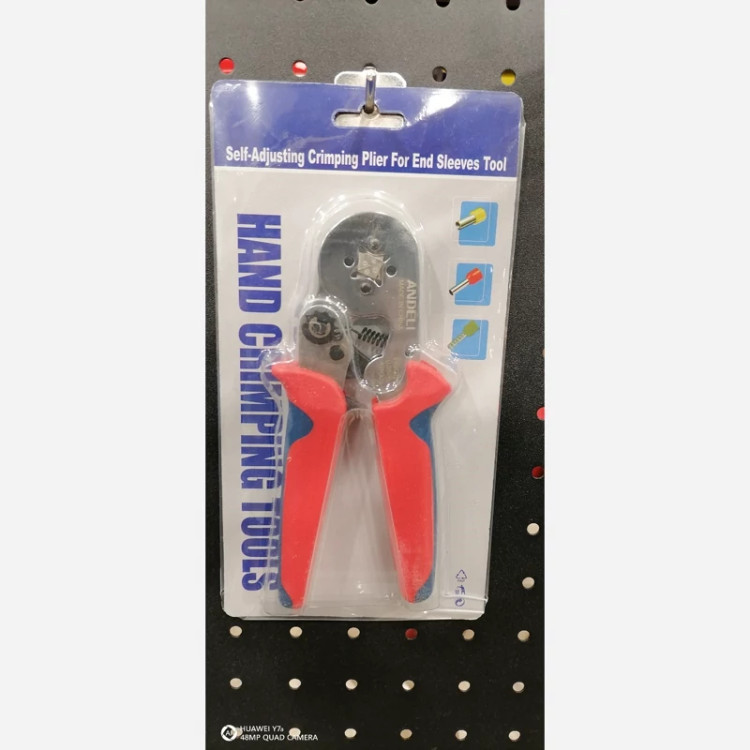 Self-Adjusting Crimping Plier For End Sleeves Tool
HAND CRIMPING TOOLS
ANDELI
HUAWEI Y7a
48MP QUAD CAMERA